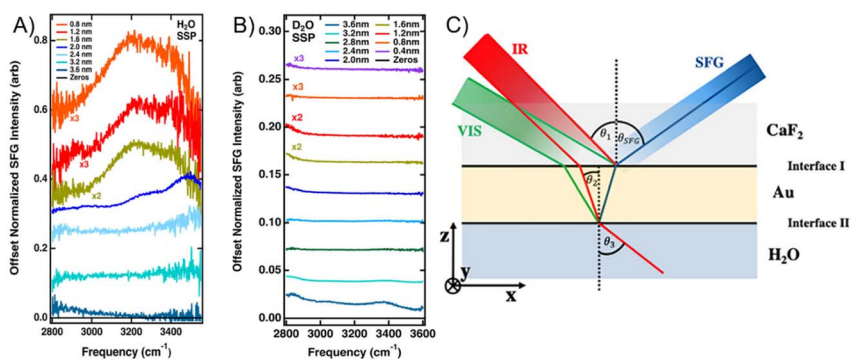 A)
H₂O
SSP
0.8 nm
1.2 nm
1.6 nm
2.0 nm
2.4 nm
3.2 nm
3.6 nm
Zeros
x3
x3
x2
0.8
0.6
0.4
0.2
0.0
Offset Normalized SFG Intensity (arb)
2800
3000
3200
3400
Frequency (cm⁻¹)
B)
D₂O
SSP
3.6nm
3.2nm
2.8nm
2.4nm
2.0nm
1.6nm
1.2nm
0.8nm
0.4nm
Zeros
x3
x3
x2
x2
0.30
0.25
0.20
0.15
0.10
0.05
0.00
Offset Normalized SFG Intensity (arb)
2800
3000
3200
3400
3600
Frequency (cm⁻¹)
C)
IR
SFG
VIS
θ₁
θSFG
CaF₂
Interface I
θ₂
Au
Interface II
z
θ₃
H₂O
y
x